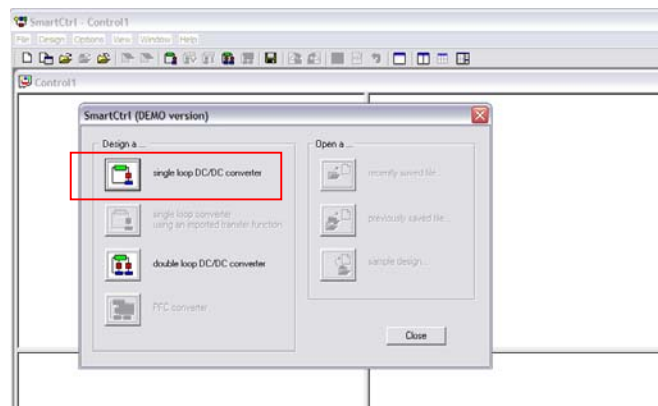 SmartCtrl - Control1
File Design Options View Window Help
Control1
SmartCtrl (DEMO version)
Design a ...
single loop DC/DC converter
single loop converter
using an imported transfer function
double loop DC/DC converter
PFC converter
Open a ...
recently saved file...
previously saved file...
sample design...
Close